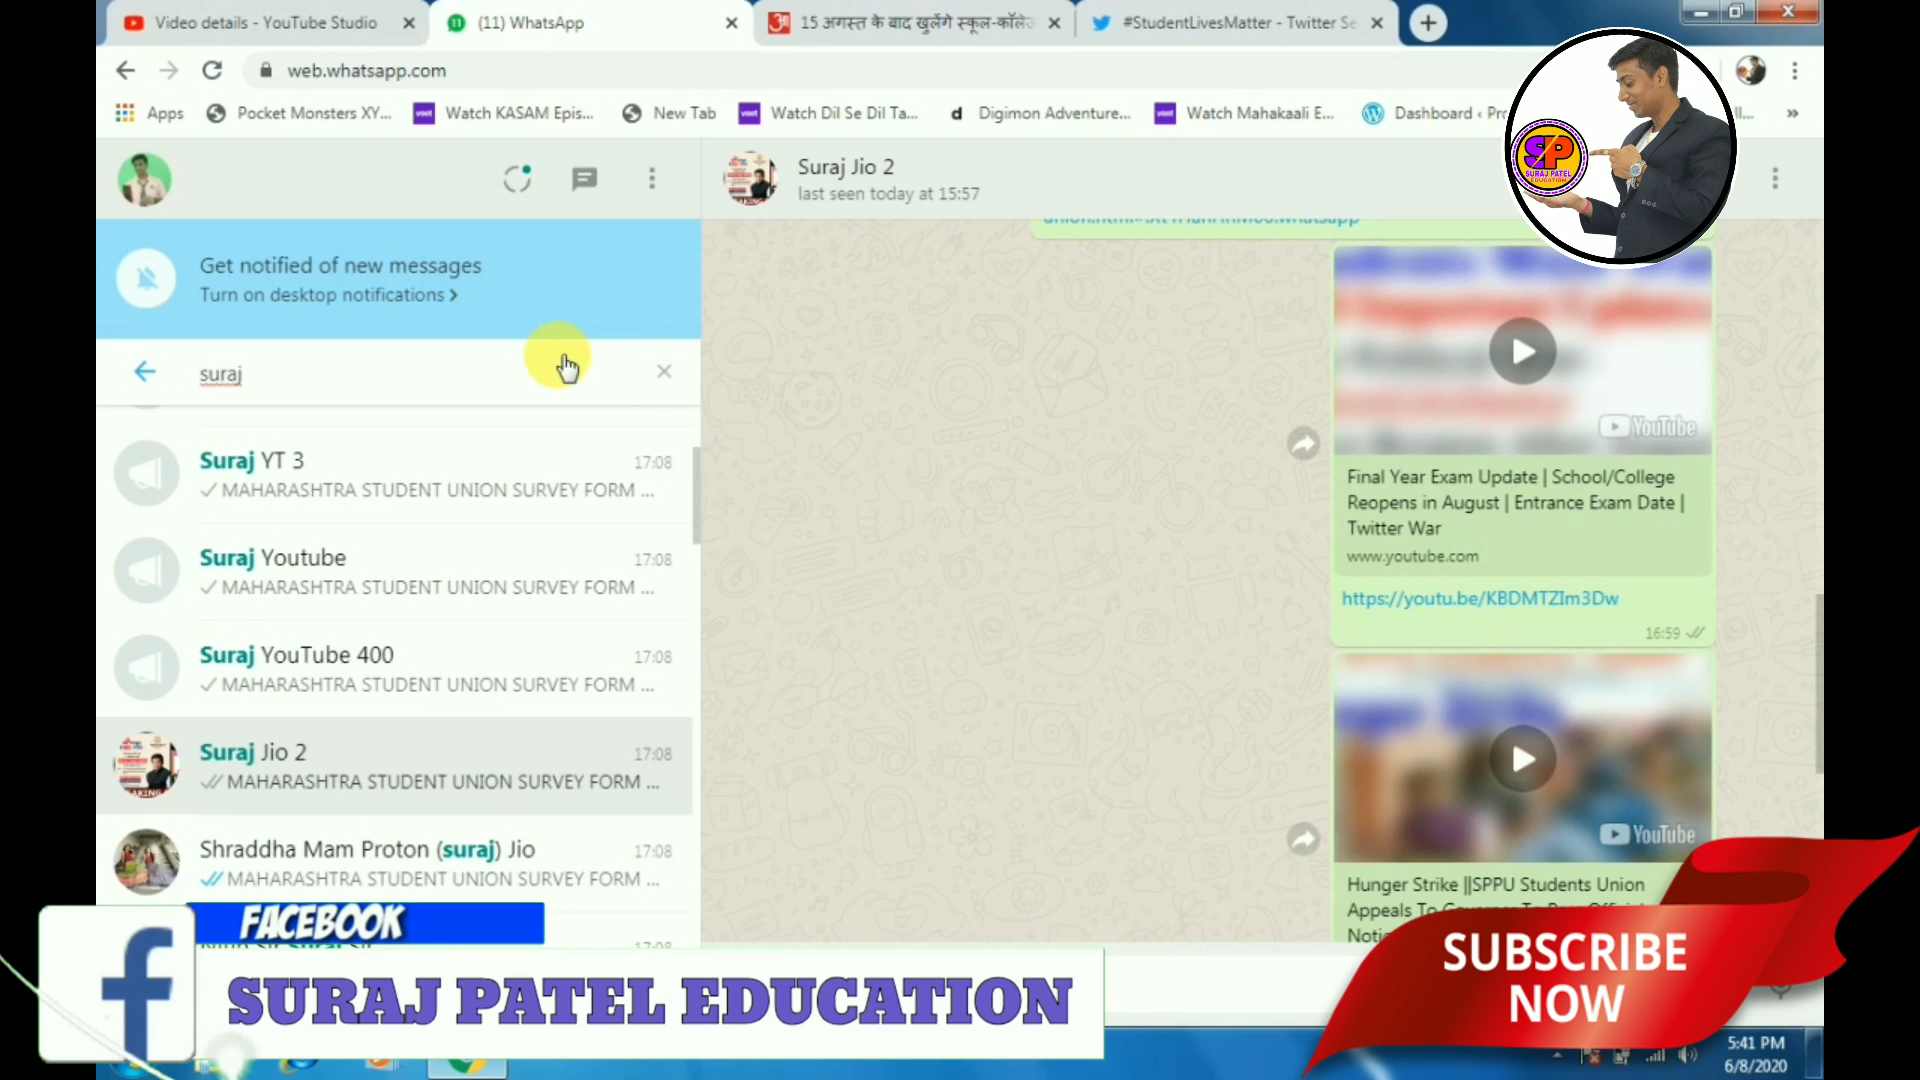 Video details - YouTube Studio
(11) WhatsApp
15 अगस्त के बाद खुलेंगे स्कूल-कॉलेज
#StudentLivesMatter - Twitter Se
web.whatsapp.com
Apps
Pocket Monsters XY...
Watch KASAM Epis...
New Tab
Watch Dil Se Dil Ta...
Digimon Adventure...
Watch Mahakaali E...
Dashboard ‹ Pro
SP
SURAJ PATEL
EDUCATION
Suraj Jio 2
last seen today at 15:57
Get notified of new messages
Turn on desktop notifications >
suraj
Suraj YT 3
17:08
MAHARASHTRA STUDENT UNION SURVEY FORM ...
Suraj Youtube
17:08
MAHARASHTRA STUDENT UNION SURVEY FORM ...
Suraj YouTube 400
17:08
MAHARASHTRA STUDENT UNION SURVEY FORM ...
Suraj Jio 2
17:08
MAHARASHTRA STUDENT UNION SURVEY FORM ...
Shraddha Mam Proton (suraj) Jio
17:08
MAHARASHTRA STUDENT UNION SURVEY FORM ...
YouTube
Final Year Exam Update | School/College
Reopens in August | Entrance Exam Date |
Twitter War
www.youtube.com
https://youtu.be/KBDMTZIm3Dw
16:59
YouTube
Hunger Strike ||SPPU Students Union
Appeals To
FACEBOOK
SURAJ PATEL EDUCATION
SUBSCRIBE
NOW
5:41 PM
6/8/2020